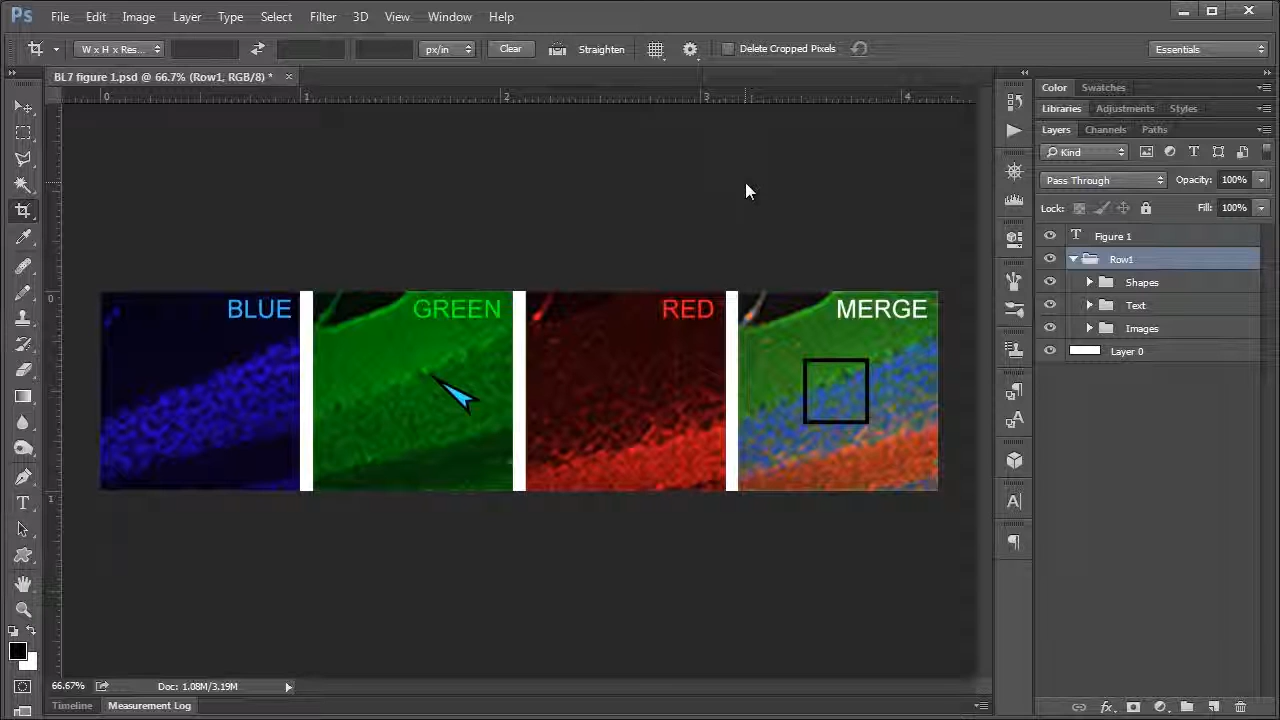 Ps File Edit Image Layer Type Select Filter 3D View Window Help
W x H x Res... px/in Clear Straighten Delete Cropped Pixels Essentials
BL7 figure 1.psd @ 66.7% (Row1, RGB/8) *
0 1 2 3 4
0
1
BLUE GREEN RED MERGE
66.67% Doc: 1.08M/3.19M
Timeline Measurement Log
Color Swatches
Libraries Adjustments Styles
Layers Channels Paths
Kind
Pass Through Opacity: 100%
Lock: Fill: 100%
Figure 1
Row1
Shapes
Text
Images
Layer 0